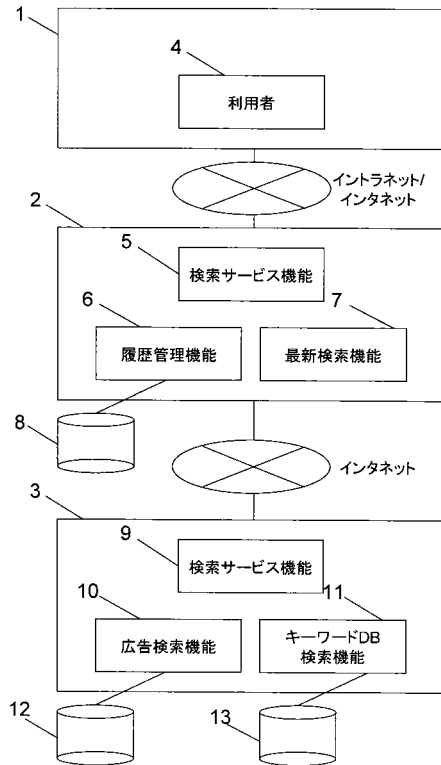 1
4
利用者
イントラネット/
インタネット
2
5
検索サービス機能
6
7
履歴管理機能
最新検索機能
8
インタネット
3
9
検索サービス機能
10
11
広告検索機能
キーワードDB
検索機能
12
13